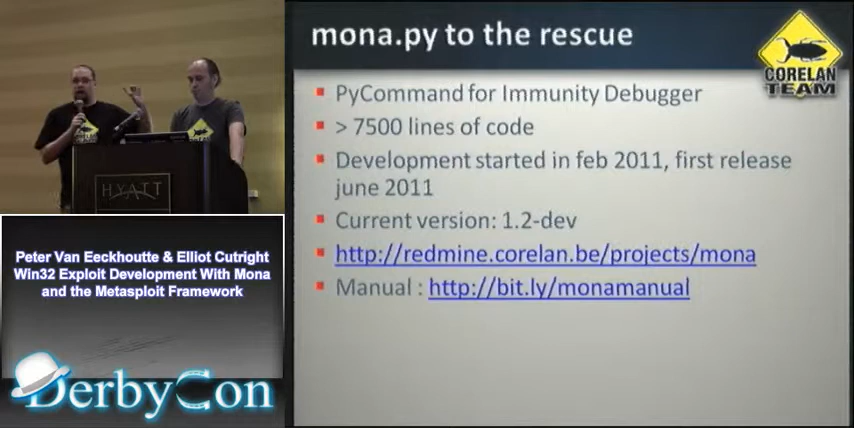 mona.py to the rescue
CORELAN
TEAM
PyCommand for Immunity Debugger
> 7500 lines of code
Development started in feb 2011, first release
june 2011
Current version: 1.2-dev
http://redmine.corelan.be/projects/mona
Manual : http://bit.ly/monamanual
HYATT
Peter Van Eeckhoutte & Elliot Cutright
Win32 Exploit Development With Mona
and the Metasploit Framework
DerbyCon